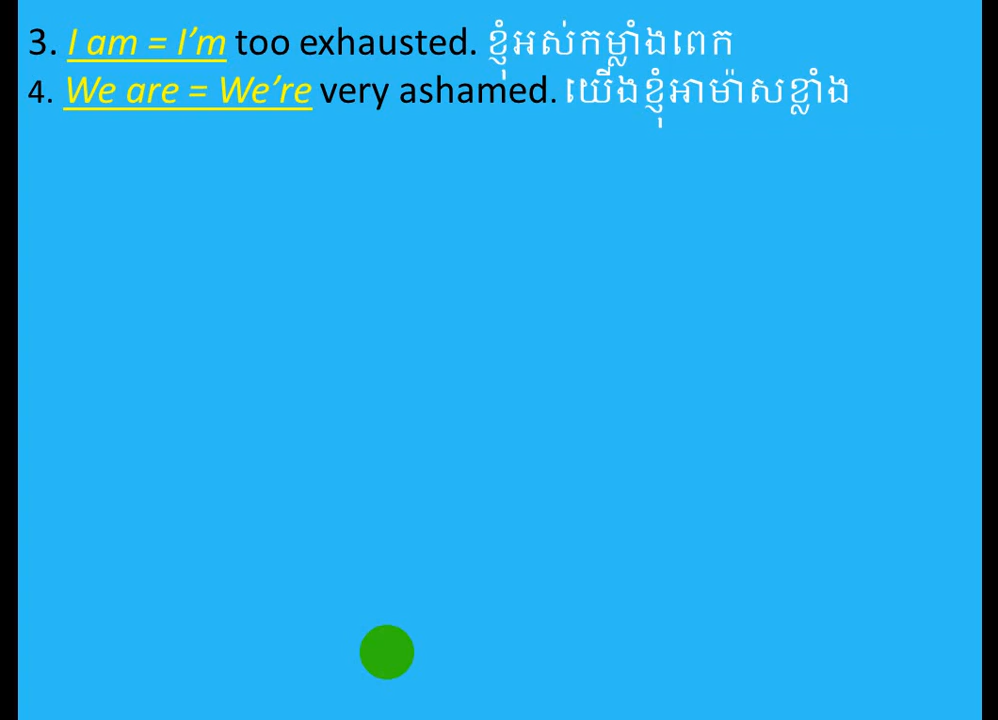 3. I am = I’m too exhausted. ខ្ញុំអស់កម្លាំងពេក
4. We are = We’re very ashamed. យើងខ្ញុំអាម៉ាសខ្លាំង